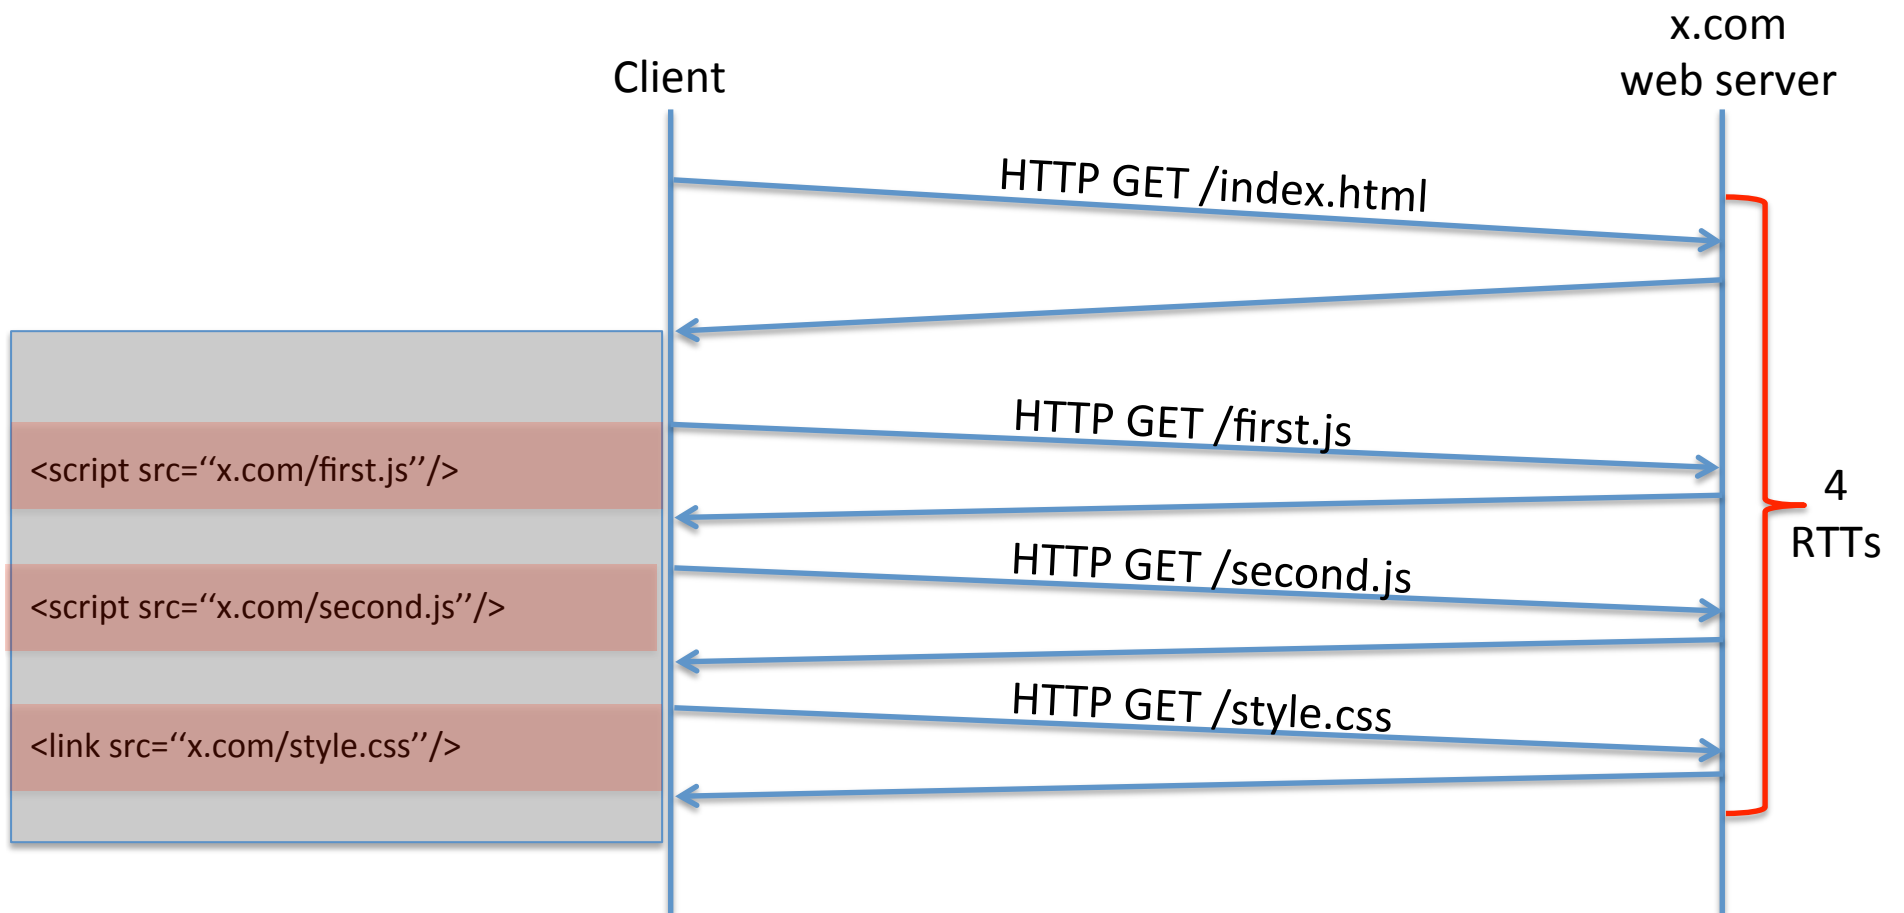 x.com
web server
Client
HTTP GET /index.html
HTTP GET /first.js
<script src=‘‘x.com/first.js’’/>
4
RTTs
HTTP GET /second.js
<script src=‘‘x.com/second.js’’/>
HTTP GET /style.css
<link src=‘‘x.com/style.css’’/>